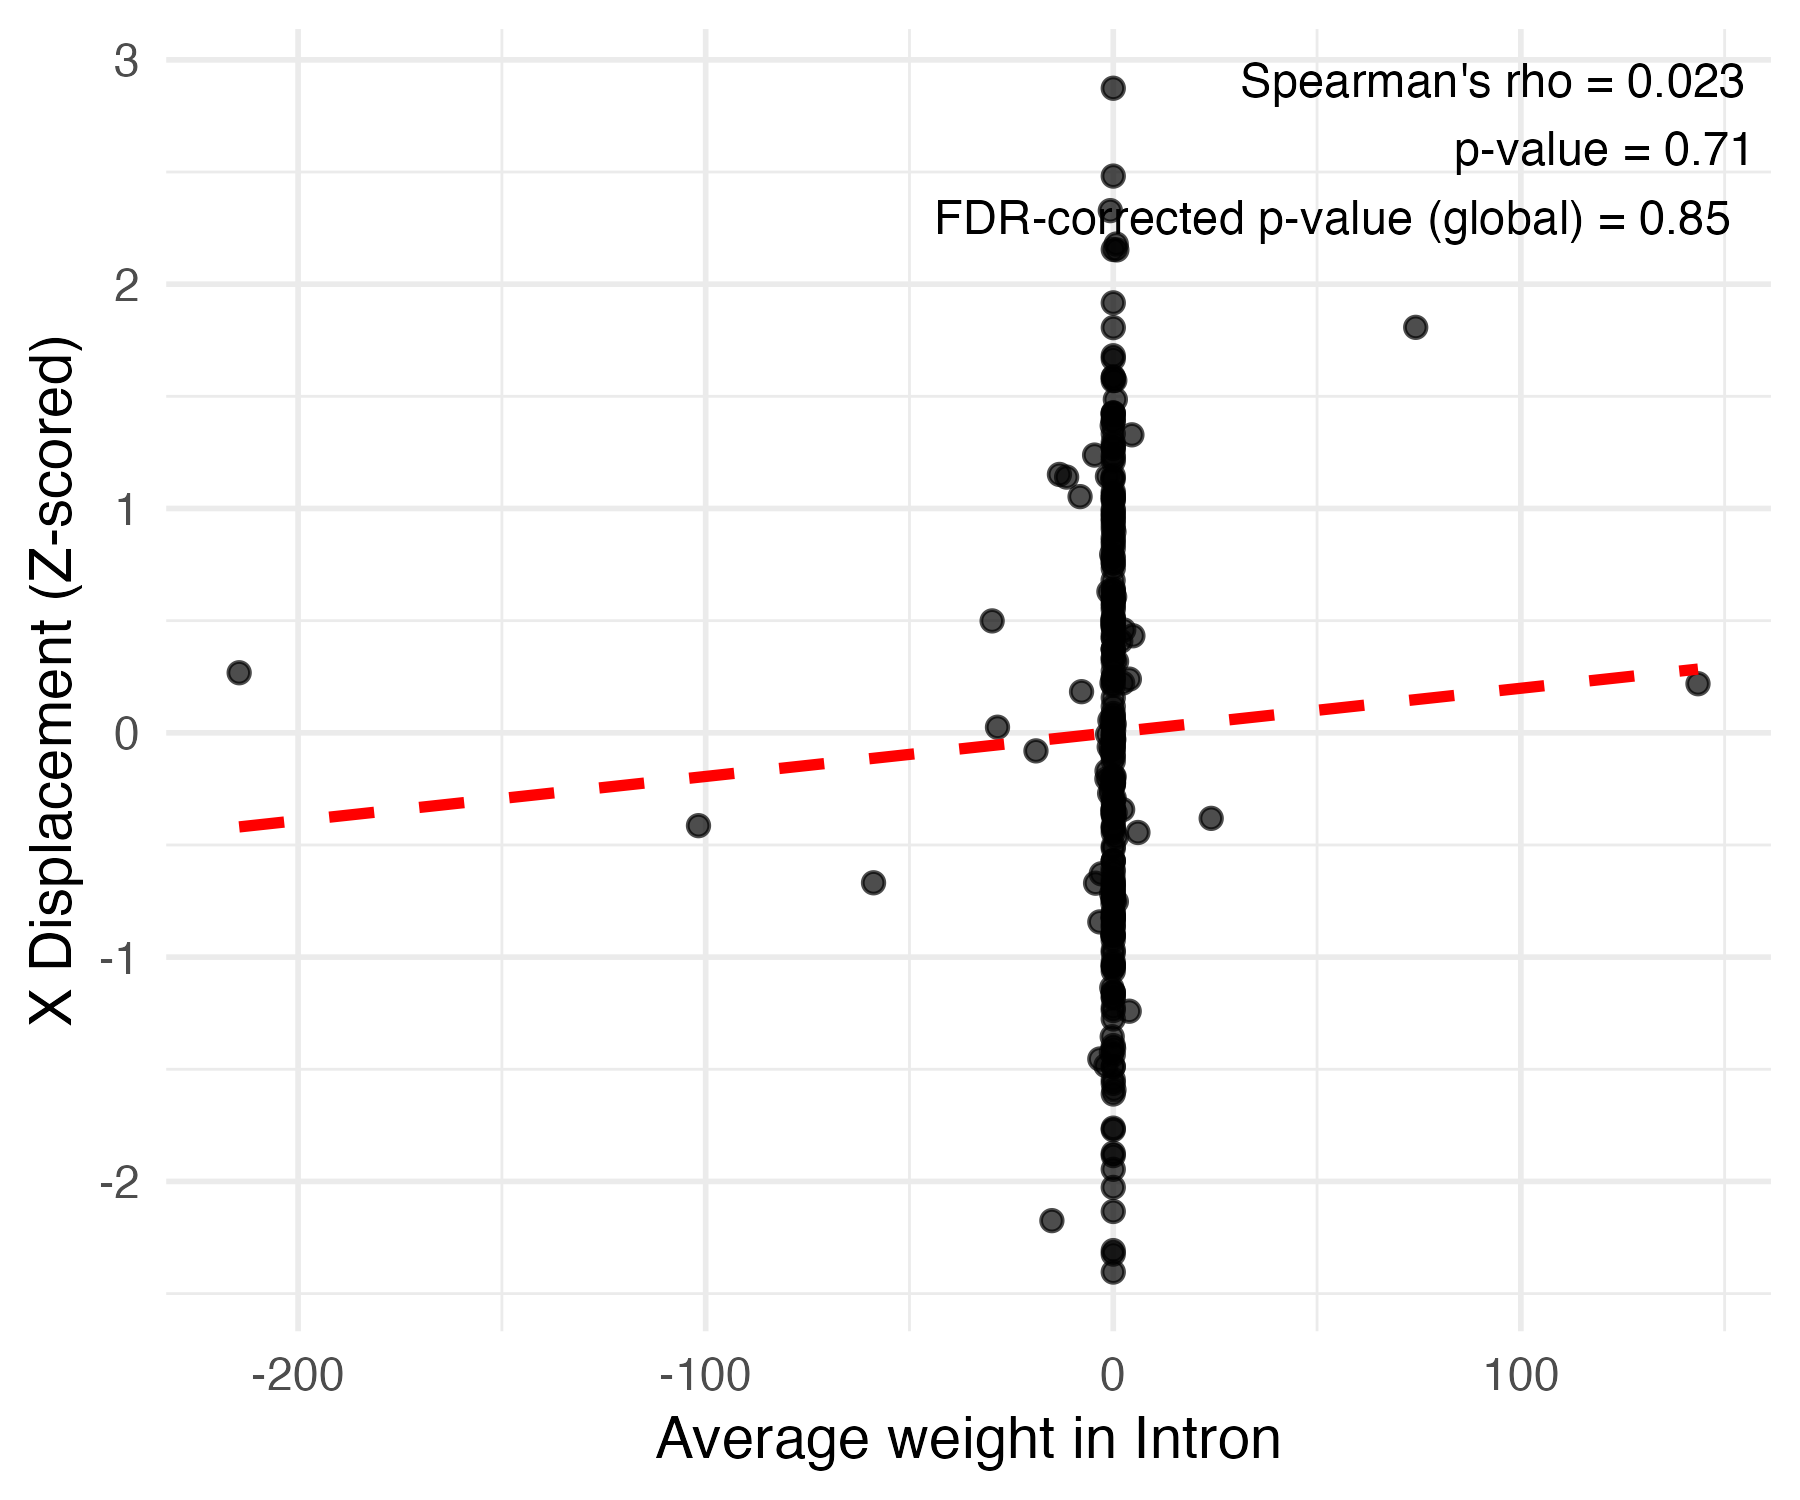 Spearman's rho = 0.023
p-value = 0.71
FDR-corrected p-value (global) = 0.85
3
2
1
0
-1
-2
X Displacement (Z-scored)
-200
-100
0
100
Average weight in Intron